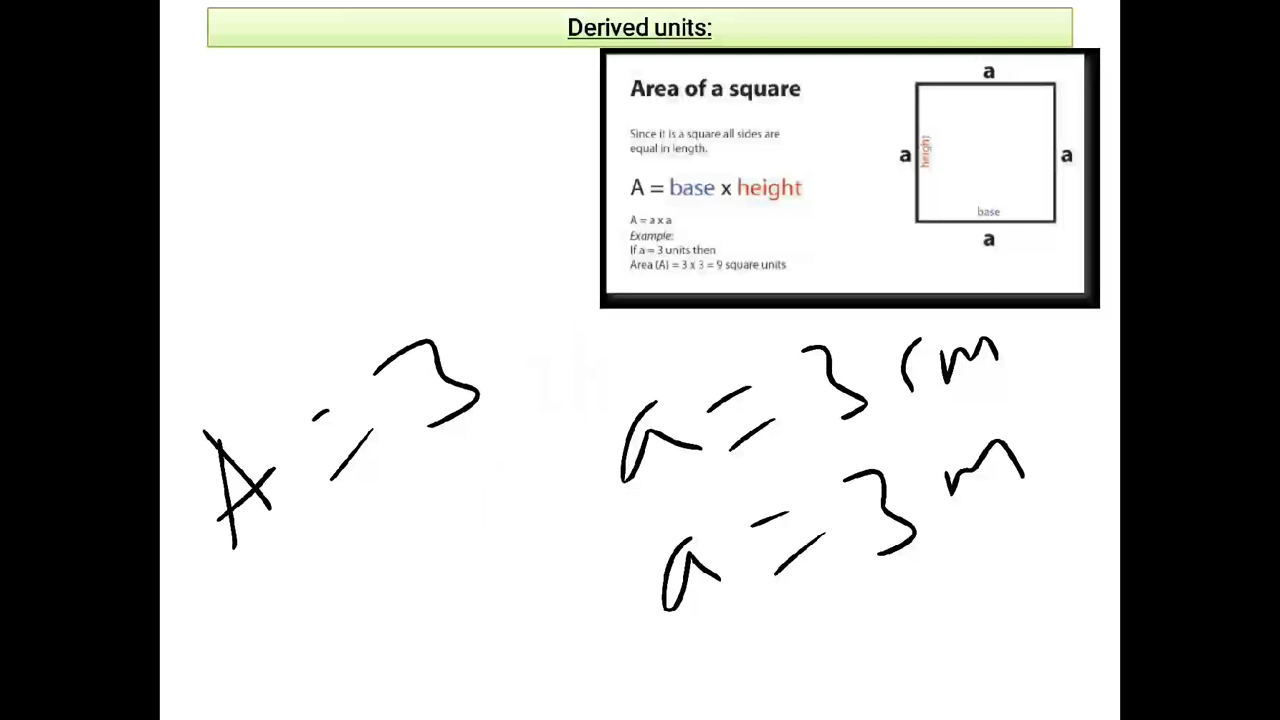 Derived units:
Area of a square
Since it is a square all sides are
equal in length.
A = base x height
A = a x a
Example:
If a = 3 units then
Area (A) = 3 x 3 = 9 square units
a
a
height
a
base
a
A = 3
a = 3 cm
a = 3 m